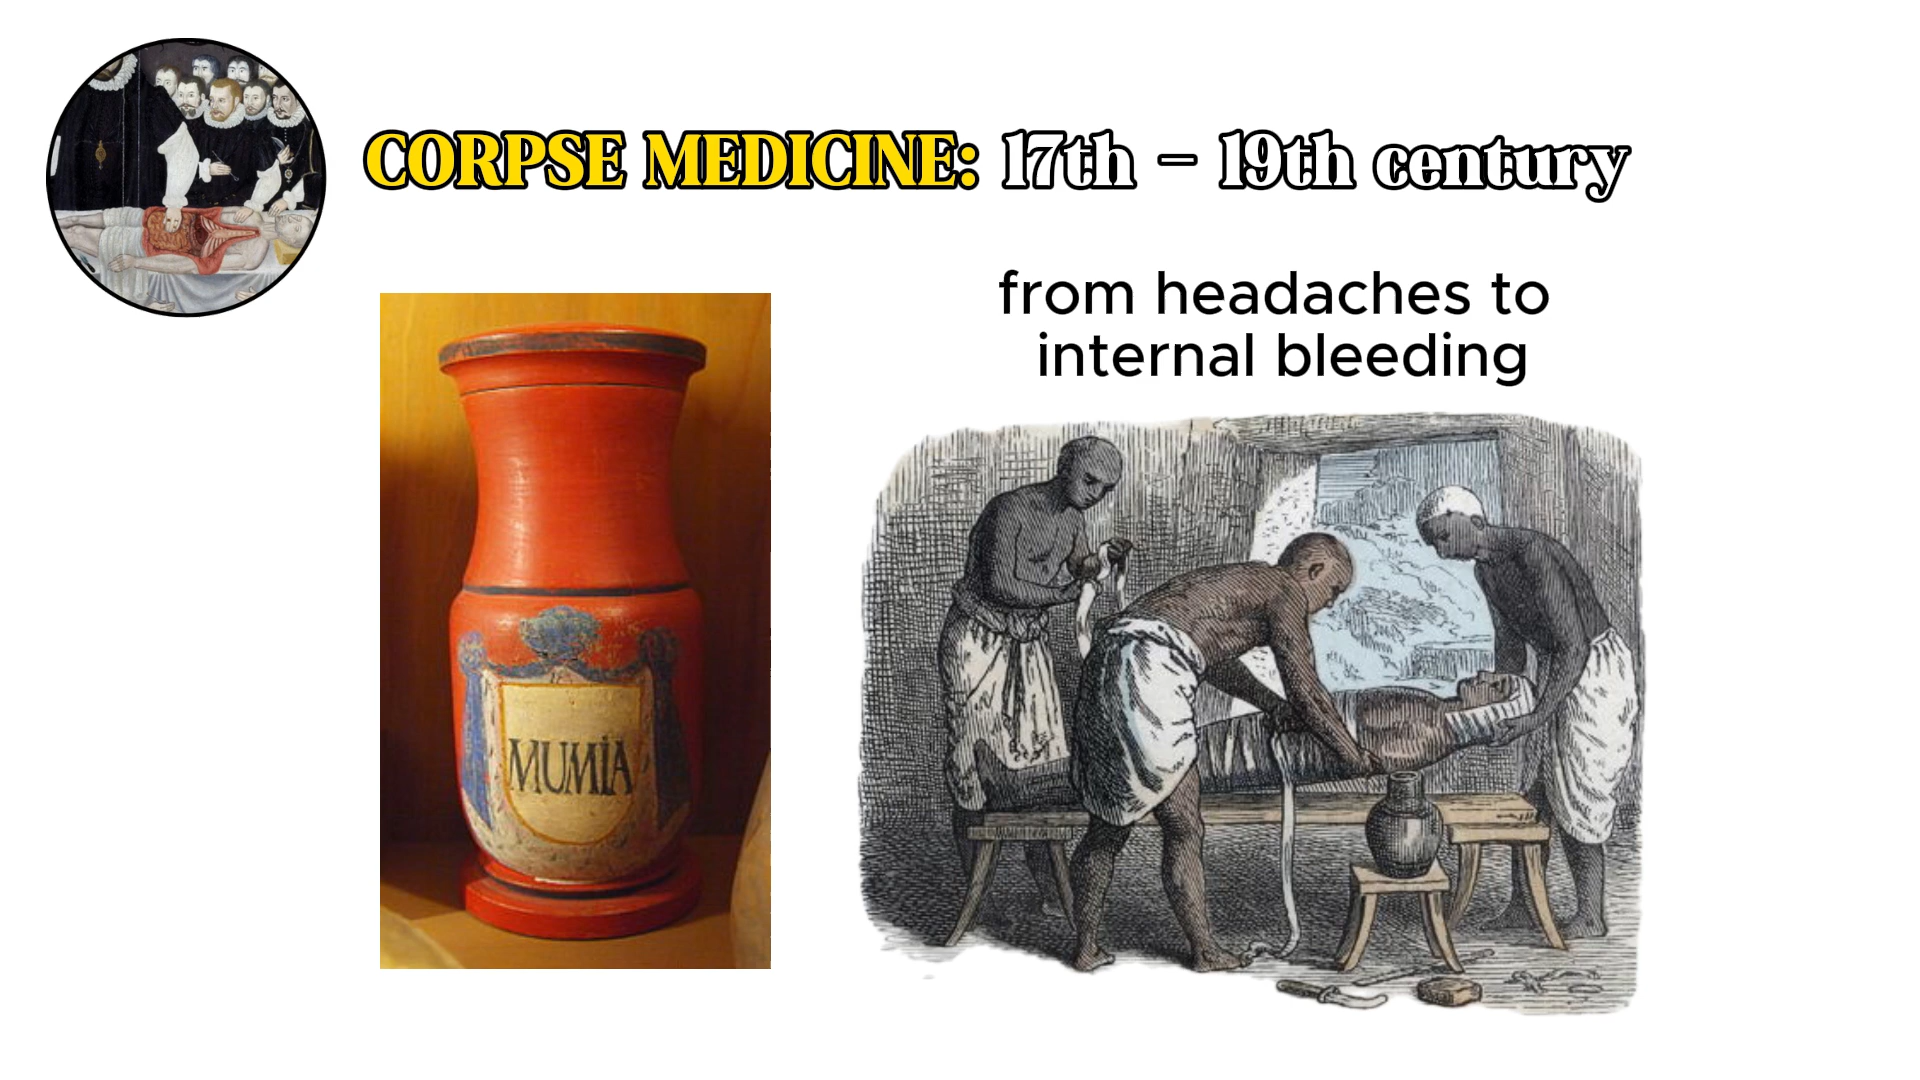 CORPSE MEDICINE: 17th – 19th century
from headaches to
internal bleeding
MUMIA